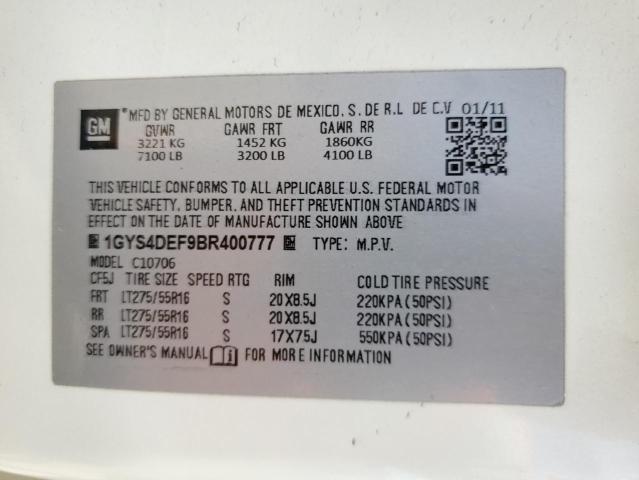 GM
*MFD BY GENERAL MOTORS DE MEXICO, S. DE R.L DE C.V 01/11
GVWR GAWR FRT GAWR RR
3221 KG 1452 KG 1860KG
7100 LB 3200 LB 4100 LB
THIS VEHICLE CONFORMS TO ALL APPLICABLE U.S. FEDERAL MOTOR
VEHICLE SAFETY, BUMPER, AND THEFT PREVENTION STANDARDS IN
EFFECT ON THE DATE OF MANUFACTURE SHOWN ABOVE
1GYS4DEF9BR400777 TYPE: M.P.V.
MODEL C10706
CF5J TIRE SIZE SPEED RTG RIM COLD TIRE PRESSURE
FRT LT275/55R16 S 20X8.5J 220KPA(50PSI)
RR LT275/55R16 S 20X8.5J 220KPA(50PSI)
SPA LT275/55R16 S 17X75J 550KPA(50PSI)
SEE OWNER'S MANUAL FOR MORE INFORMATION